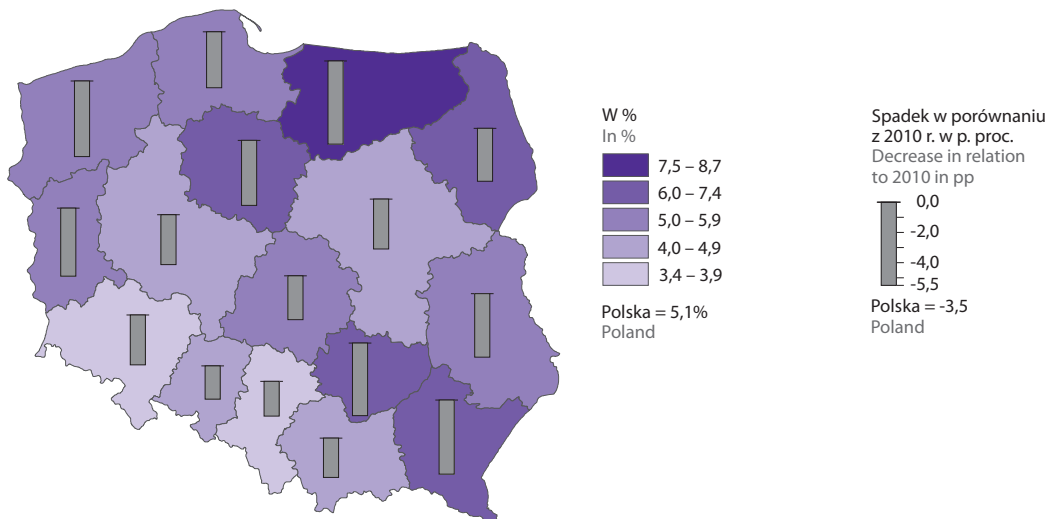 W %
In %
7,5 – 8,7
6,0 – 7,4
5,0 – 5,9
4,0 – 4,9
3,4 – 3,9
Polska = 5,1%
Poland
Spadek w porównaniu
z 2010 r. w p. proc.
Decrease in relation
to 2010 in pp
0,0
-2,0
-4,0
-5,5
Polska = -3,5
Poland